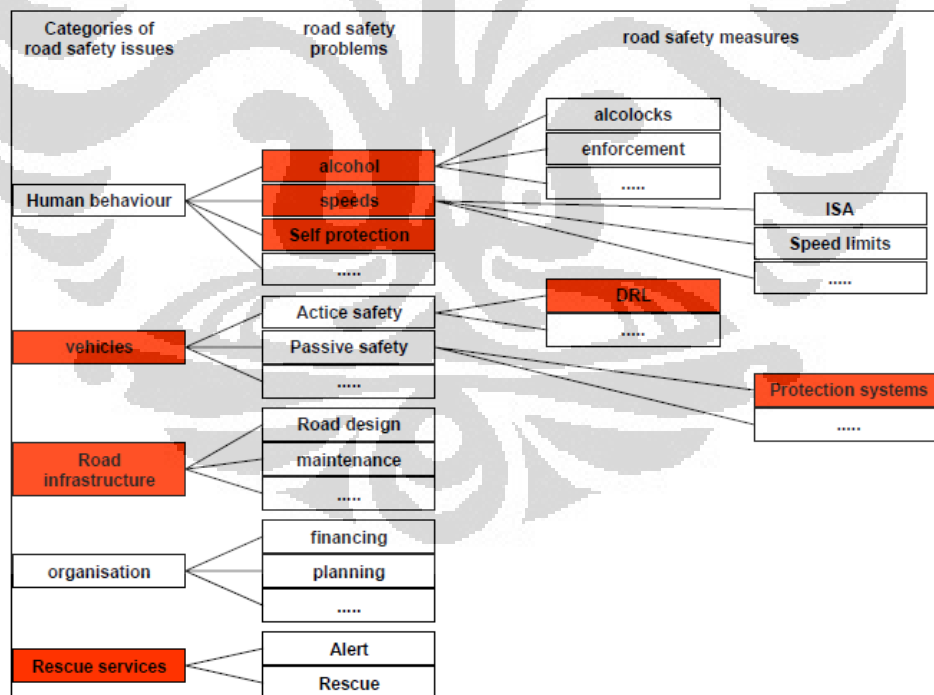 Categories of
road safety issues
road safety
problems
road safety measures
alcolocks
enforcement
.....
alcohol
speeds
Self protection
.....
Human behaviour
ISA
Speed limits
.....
Actice safety
Passive safety
.....
vehicles
DRL
.....
Protection systems
.....
Road design
maintenance
.....
Road
infrastructure
financing
planning
.....
organisation
Alert
Rescue
Rescue services